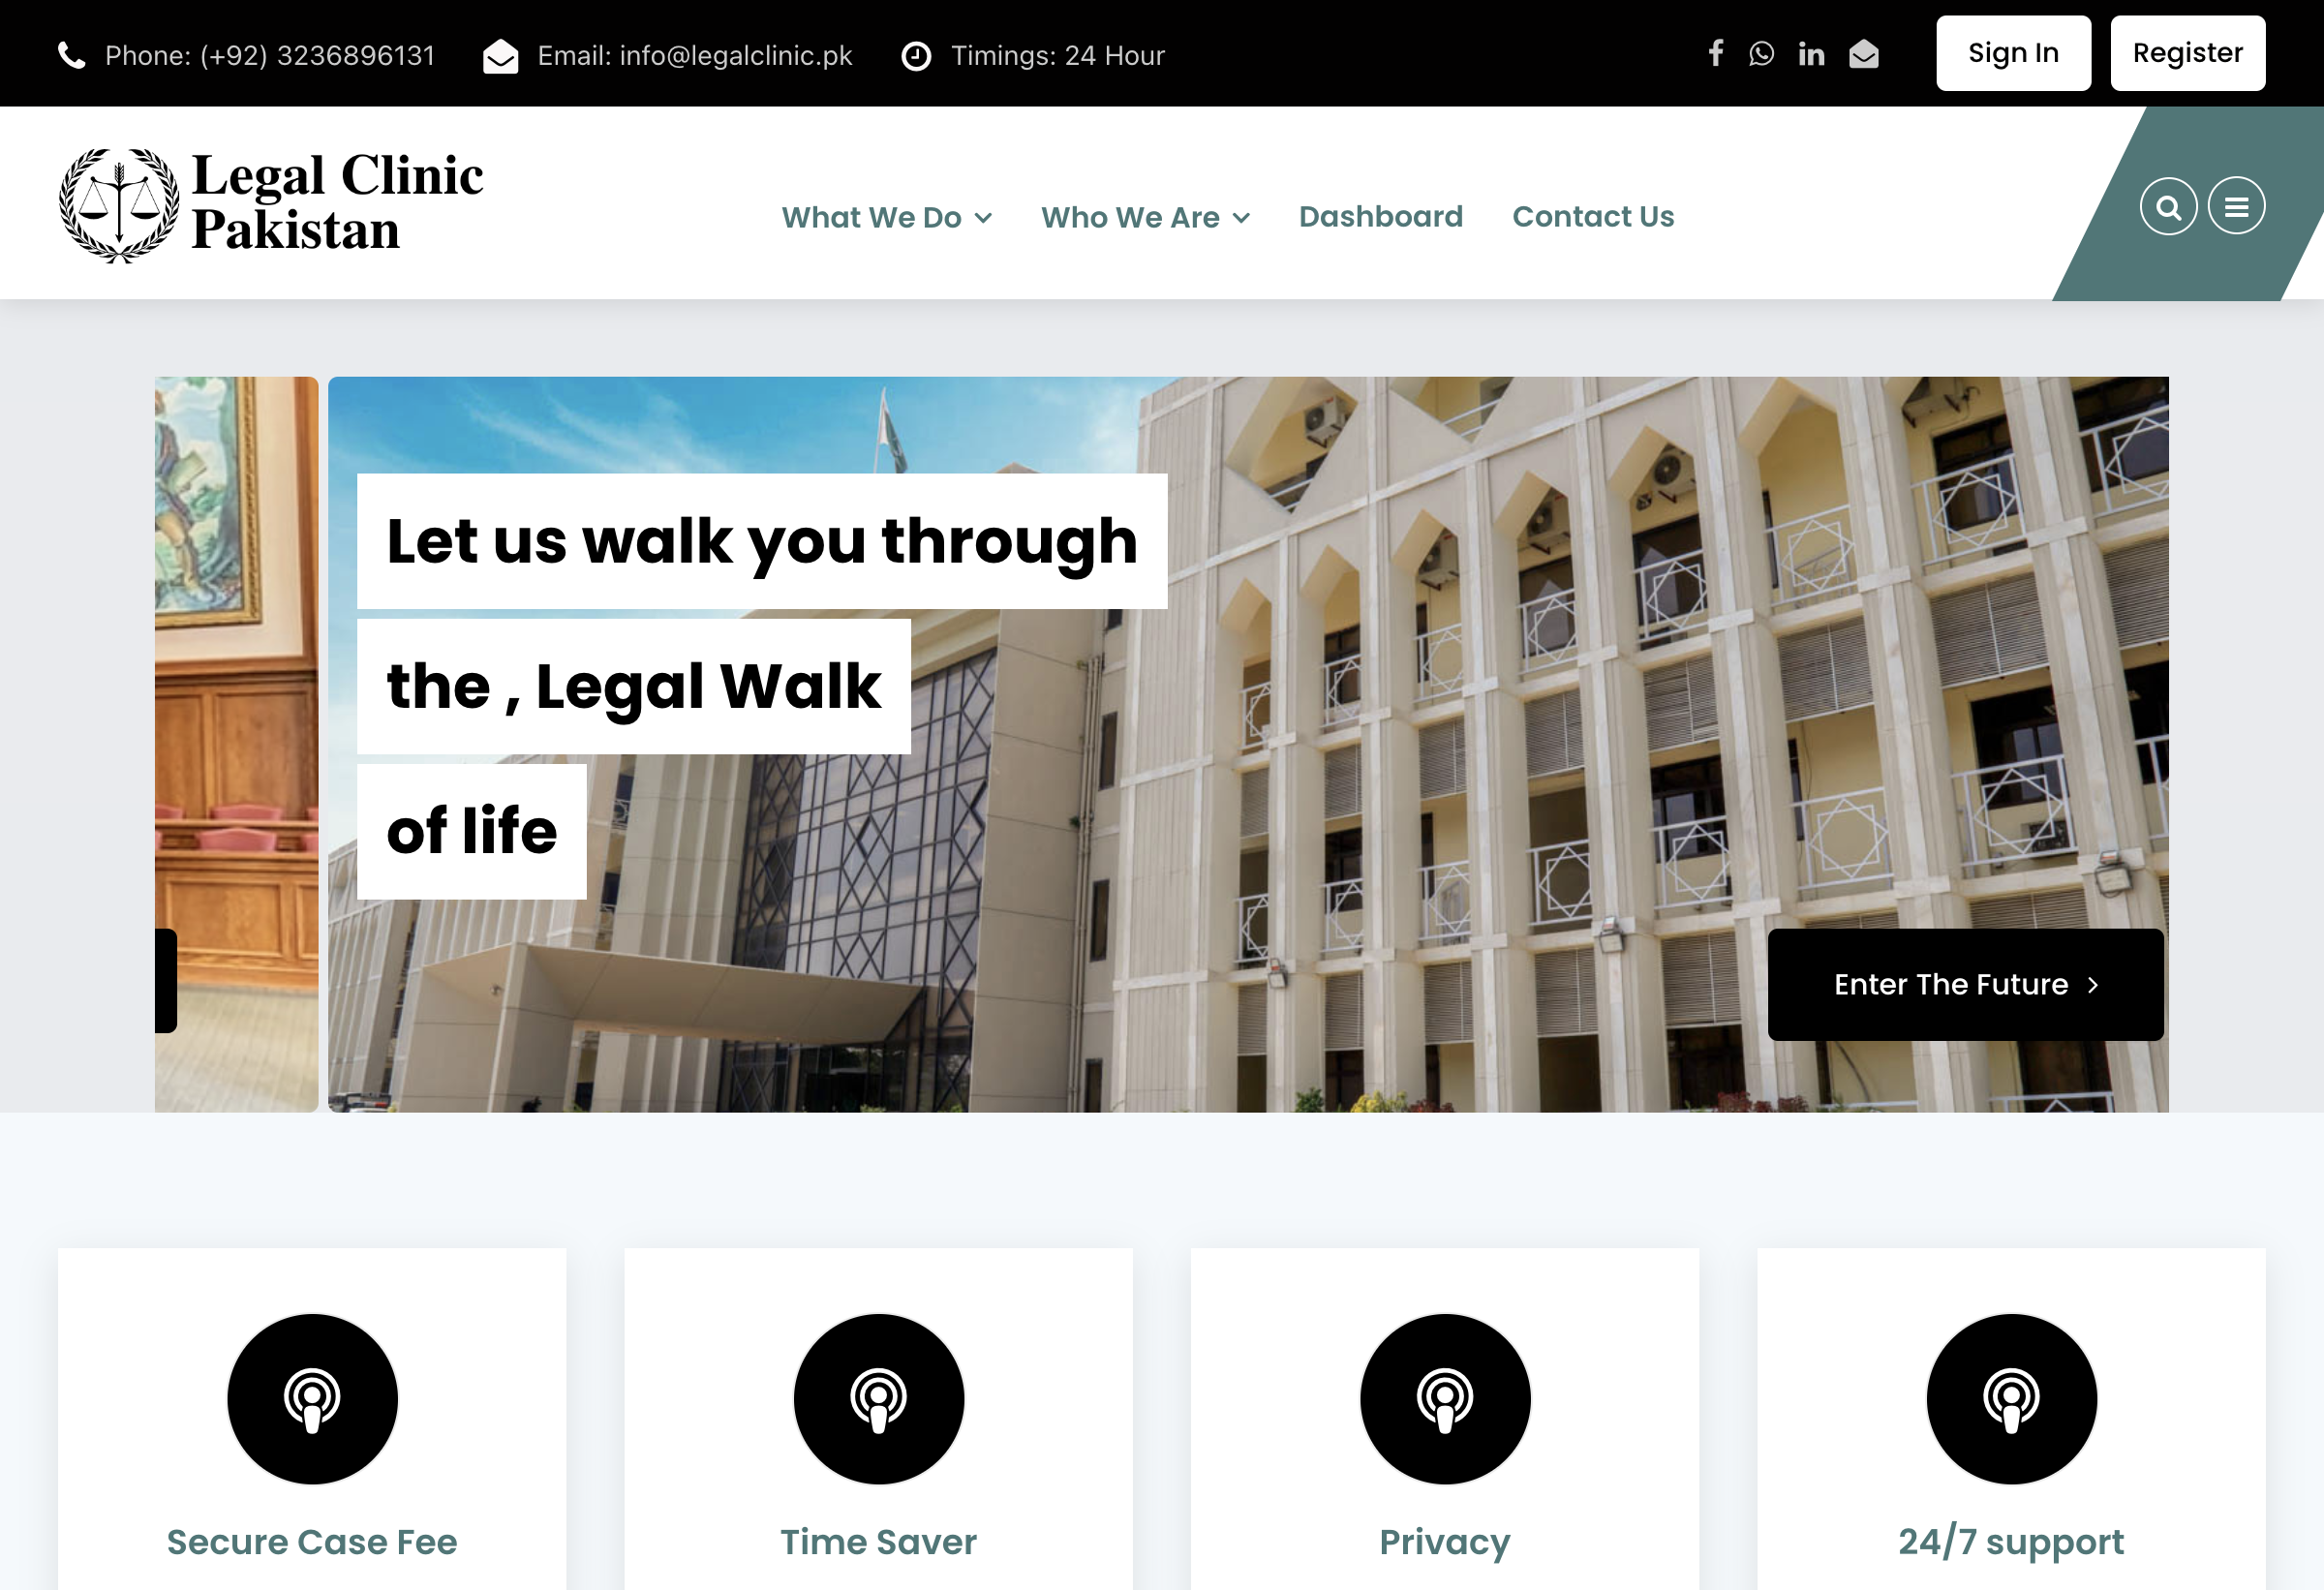 Phone: (+92) 3236896131
Email: info@legalclinic.pk
Timings: 24 Hour
Sign In
Register
Legal Clinic
Pakistan
What We Do
Who We Are
Dashboard
Contact Us
Let us walk you through
the , Legal Walk
of life
Enter The Future
Secure Case Fee
Time Saver
Privacy
24/7 support